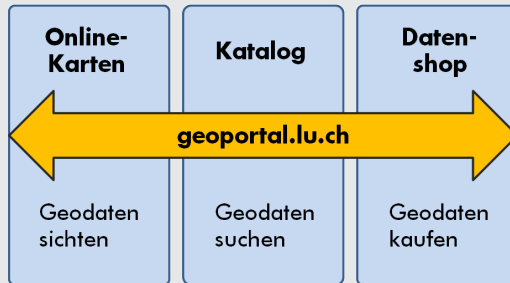 Online-
Karten
Katalog
Daten-
shop
geoportal.lu.ch
Geodaten
sichten
Geodaten
suchen
Geodaten
kaufen